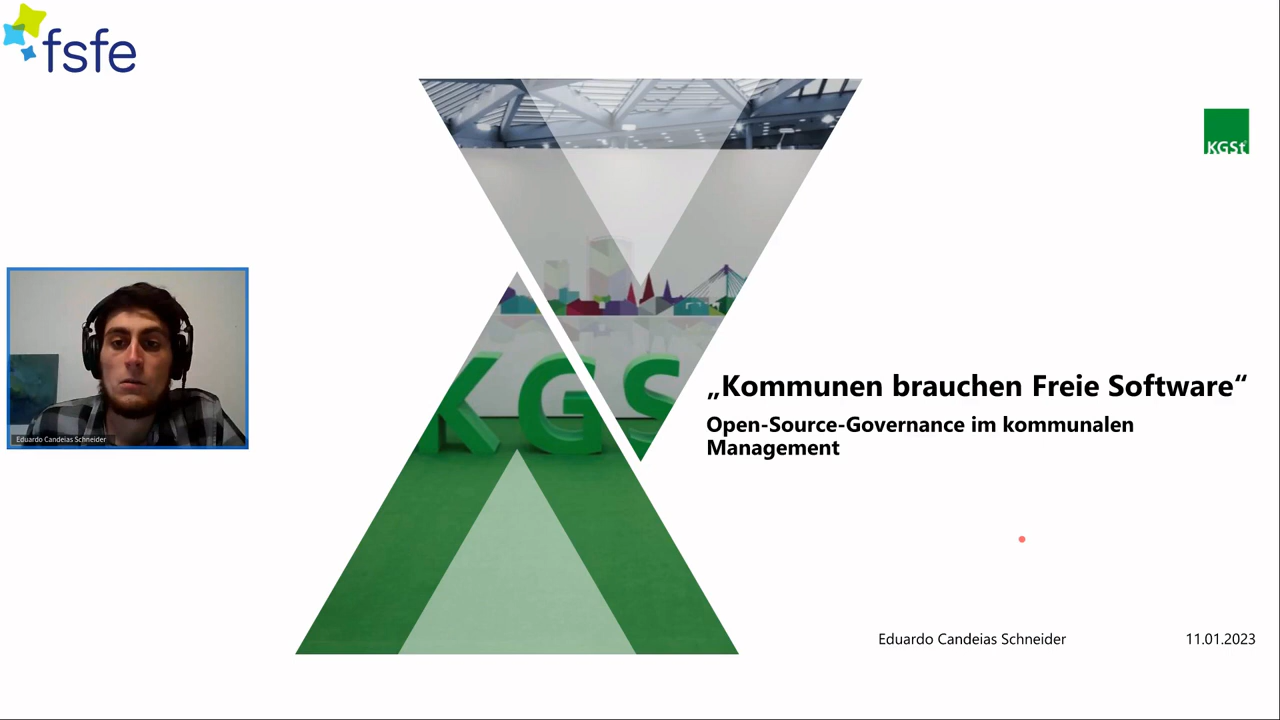 fsfe
KGSt
KGSt
„Kommunen brauchen Freie Software“
Open-Source-Governance im kommunalen
Management
Eduardo Candeias Schneider
Eduardo Candeias Schneider
11.01.2023